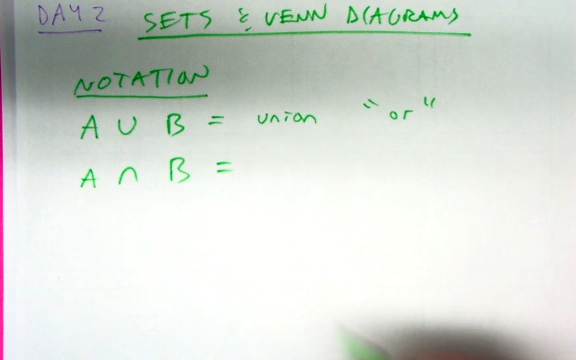 DAY 2 SETS & VENN DIAGRAMS
NOTATION
A ∪ B = union "or"
A ∩ B =